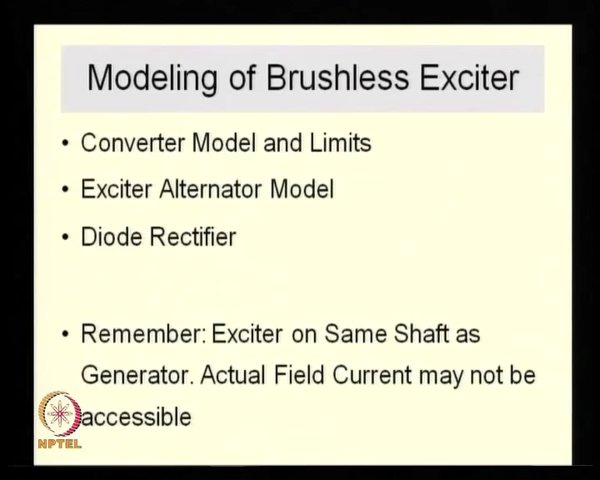 Modeling of Brushless Exciter
• Converter Model and Limits
• Exciter Alternator Model
• Diode Rectifier
• Remember: Exciter on Same Shaft as
Generator. Actual Field Current may not be
accessible
NPTEL